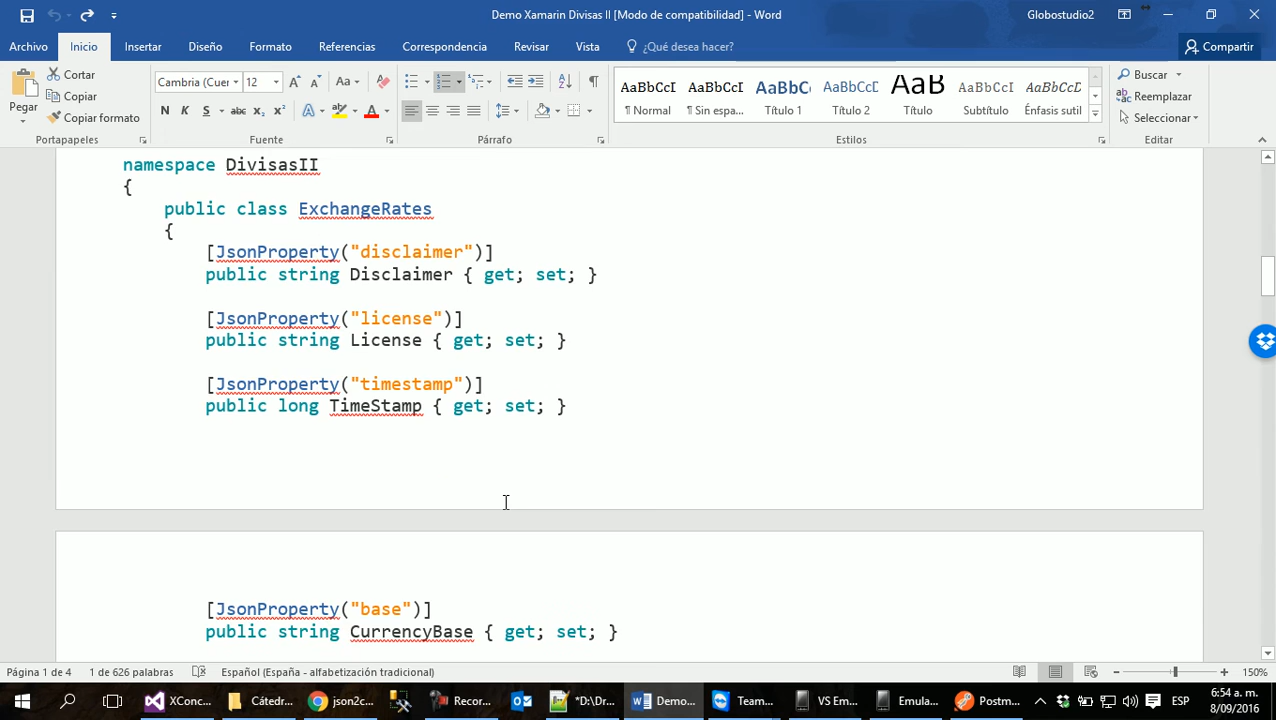 Demo Xamarin Divisas II [Modo de compatibilidad] - Word
Globostudio2
Archivo Inicio Insertar Diseño Formato Referencias Correspondencia Revisar Vista ¿Qué desea hacer? Compartir
Pegar
Cortar
Copiar
Copiar formato
Portapapeles
Cambria (Cuer 12
Aa
N K S abc x₂ x² A A
Fuente
Párrafo
AaBbCcI AaBbCcI AaBbC AaBbCcI AaB AaBbCcI AaBbCcI
¶ Normal ¶ Sin espa... Título 1 Título 2 Título Subtítulo Énfasis sutil
Estilos
Buscar
Reemplazar
Seleccionar
Editar
namespace DivisasII
{
public class ExchangeRates
{
[JsonProperty("disclaimer")]
public string Disclaimer { get; set; }
[JsonProperty("license")]
public string License { get; set; }
[JsonProperty("timestamp")]
public long TimeStamp { get; set; }
[JsonProperty("base")]
public string CurrencyBase { get; set; }
Página 1 de 4 1 de 626 palabras Español (España - alfabetización tradicional) 150%
XConc... Cátedr... json2c... Recor... *D:\Dr... Demo... Team... VS Em... Emula... Postm... ESP
6:54 a. m.
8/09/2016